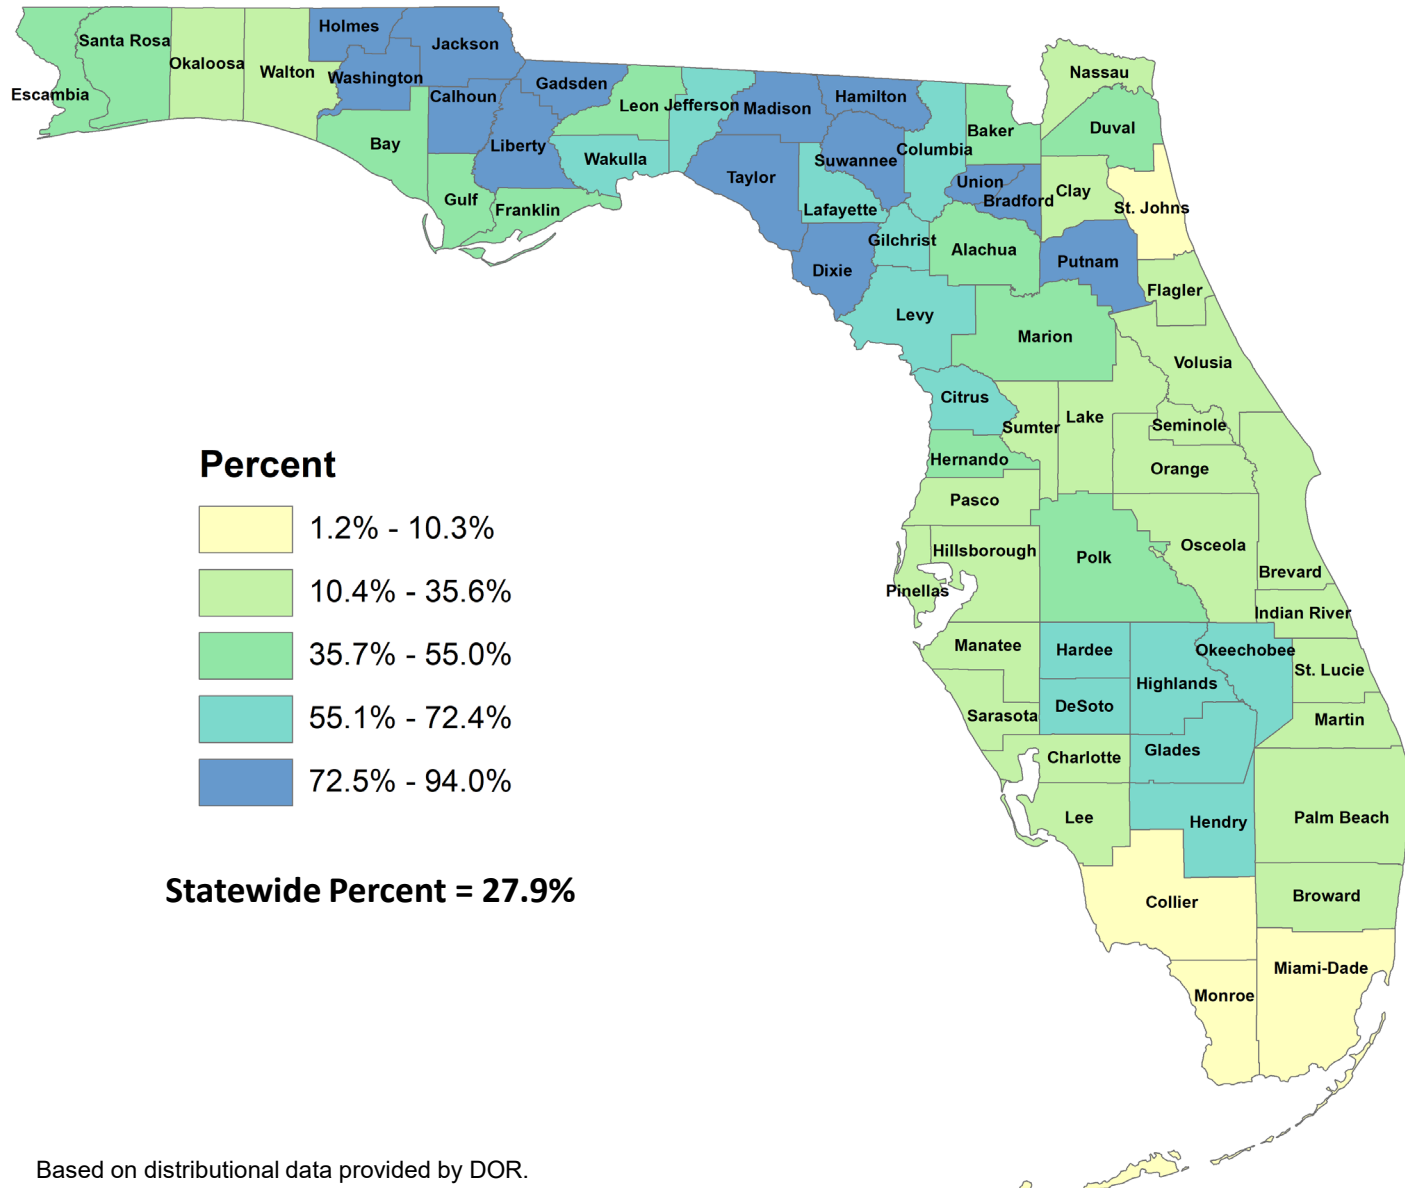 Holmes
Santa Rosa
Jackson
Okaloosa
Walton
Washington
Escambia
Calhoun
Gadsden
Leon
Jefferson
Madison
Hamilton
Nassau
Bay
Liberty
Wakulla
Taylor
Suwannee
Columbia
Baker
Duval
Gulf
Franklin
Lafayette
Union
Bradford
Clay
St. Johns
Dixie
Gilchrist
Alachua
Putnam
Flagler
Levy
Marion
Volusia
Citrus
Sumter
Lake
Seminole
Hernando
Orange
Pasco
Hillsborough
Polk
Osceola
Brevard
Pinellas
Indian River
Manatee
Hardee
Okeechobee
St. Lucie
Highlands
Sarasota
DeSoto
Martin
Charlotte
Glades
Lee
Hendry
Palm Beach
Collier
Broward
Miami-Dade
Monroe
Percent
1.2% - 10.3%
10.4% - 35.6%
35.7% - 55.0%
55.1% - 72.4%
72.5% - 94.0%
Statewide Percent = 27.9%
Based on distributional data provided by DOR.